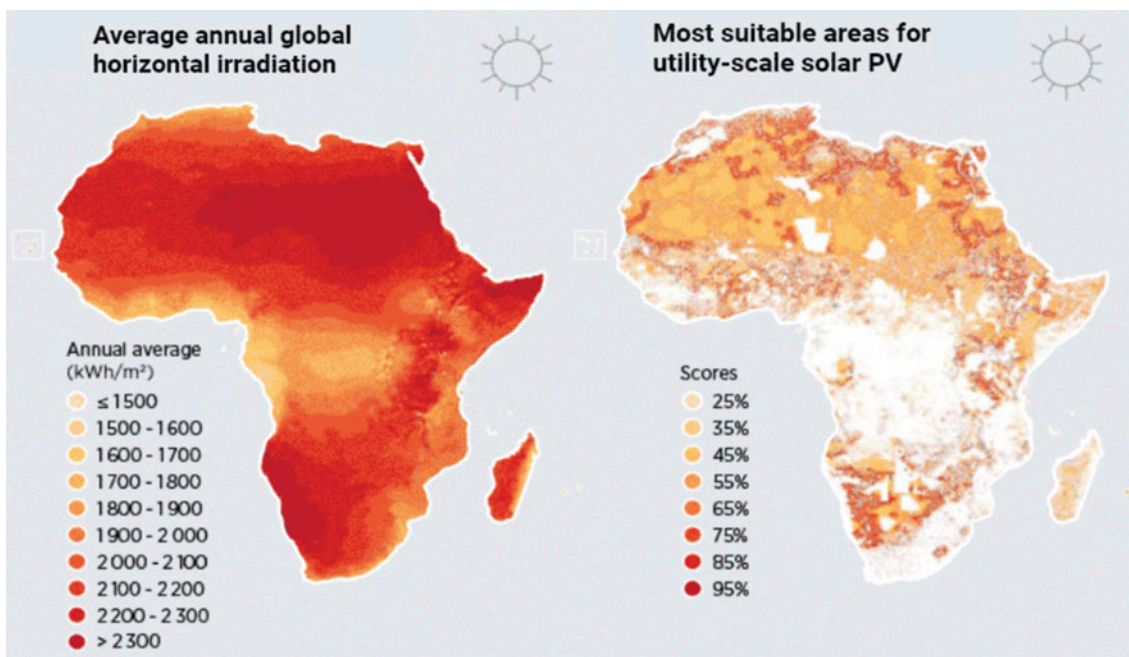 Average annual global
horizontal irradiation
Annual average
(kWh/m²)
≤ 1500
1500 - 1600
1600 - 1700
1700 - 1800
1800 - 1900
1900 - 2 000
2 000 - 2 100
2 100 - 2 200
2 200 - 2 300
> 2 300
Most suitable areas for
utility-scale solar PV
Scores
25%
35%
45%
55%
65%
75%
85%
95%